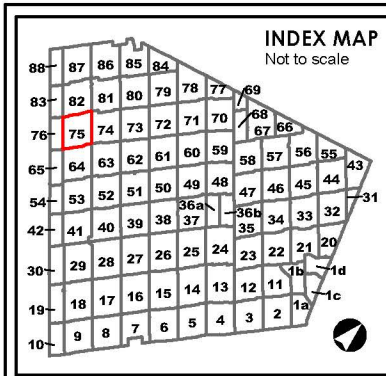 INDEX MAP
Not to scale
88 87 86 85 84
83 82 81 80 79 78 77 69
76 75 74 73 72 71 70 68 67 66
65 64 63 62 61 60 59 58 57 56 55 43
54 53 52 51 50 49 48 47 46 45 44 31
42 41 40 39 38 37 36a 36b 35 34 33 32
30 29 28 27 26 25 24 23 22 21 20
19 18 17 16 15 14 13 12 11 1b 1d
10 9 8 7 6 5 4 3 2 1a 1c